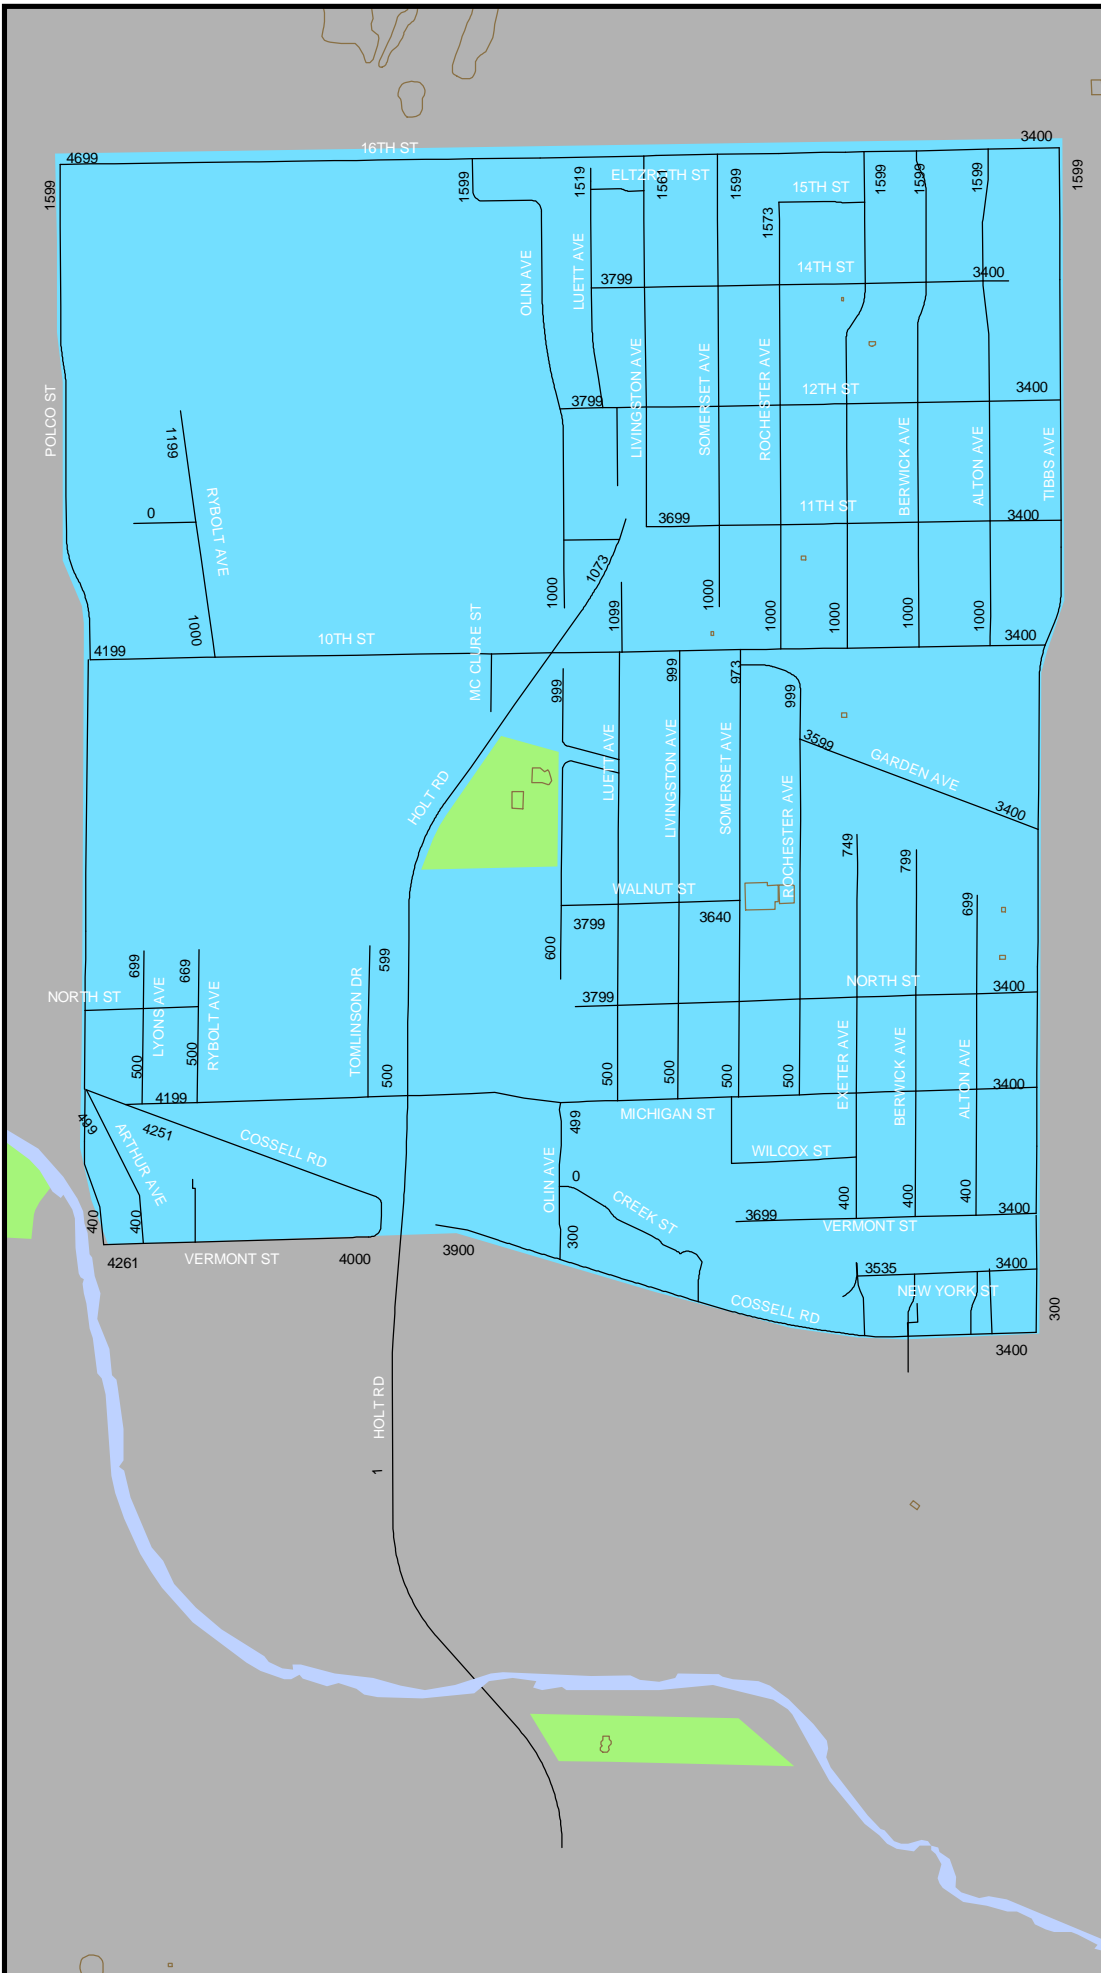 3400
16TH ST
4699
1599
1599
1519
ELTZROTH ST
1561
1599
15TH ST
1599
1599
1599
1599
1573
OLIN AVE
LUETT AVE
3799
14TH ST
3400
POLCO ST
LIVINGSTON AVE
SOMERSET AVE
ROCHESTER AVE
12TH ST
3400
3799
1199
BERWICK AVE
ALTON AVE
TIBBS AVE
0
RYBOLT AVE
3699
11TH ST
3400
1073
1000
1099
1000
1000
1000
1000
1000
1000
3400
4199
10TH ST
MC CLURE ST
999
999
973
999
HOLT RD
LUETT AVE
LIVINGSTON AVE
SOMERSET AVE
ROCHESTER AVE
3599
GARDEN AVE
3400
749
799
699
WALNUT ST
3799
3640
600
699
669
599
NORTH ST
LYONS AVE
RYBOLT AVE
TOMLINSON DR
3799
NORTH ST
3400
500
500
500
500
500
500
500
EXETER AVE
BERWICK AVE
ALTON AVE
3400
4199
499
ARTHUR AVE
4251
COSSELL RD
499
MICHIGAN ST
WILCOX ST
OLIN AVE
0
CREEK ST
400
400
400
400
400
3699
VERMONT ST
3400
4261
VERMONT ST
4000
3900
300
3535
3400
NEW YORK ST
COSSELL RD
300
3400
HOLT RD
1